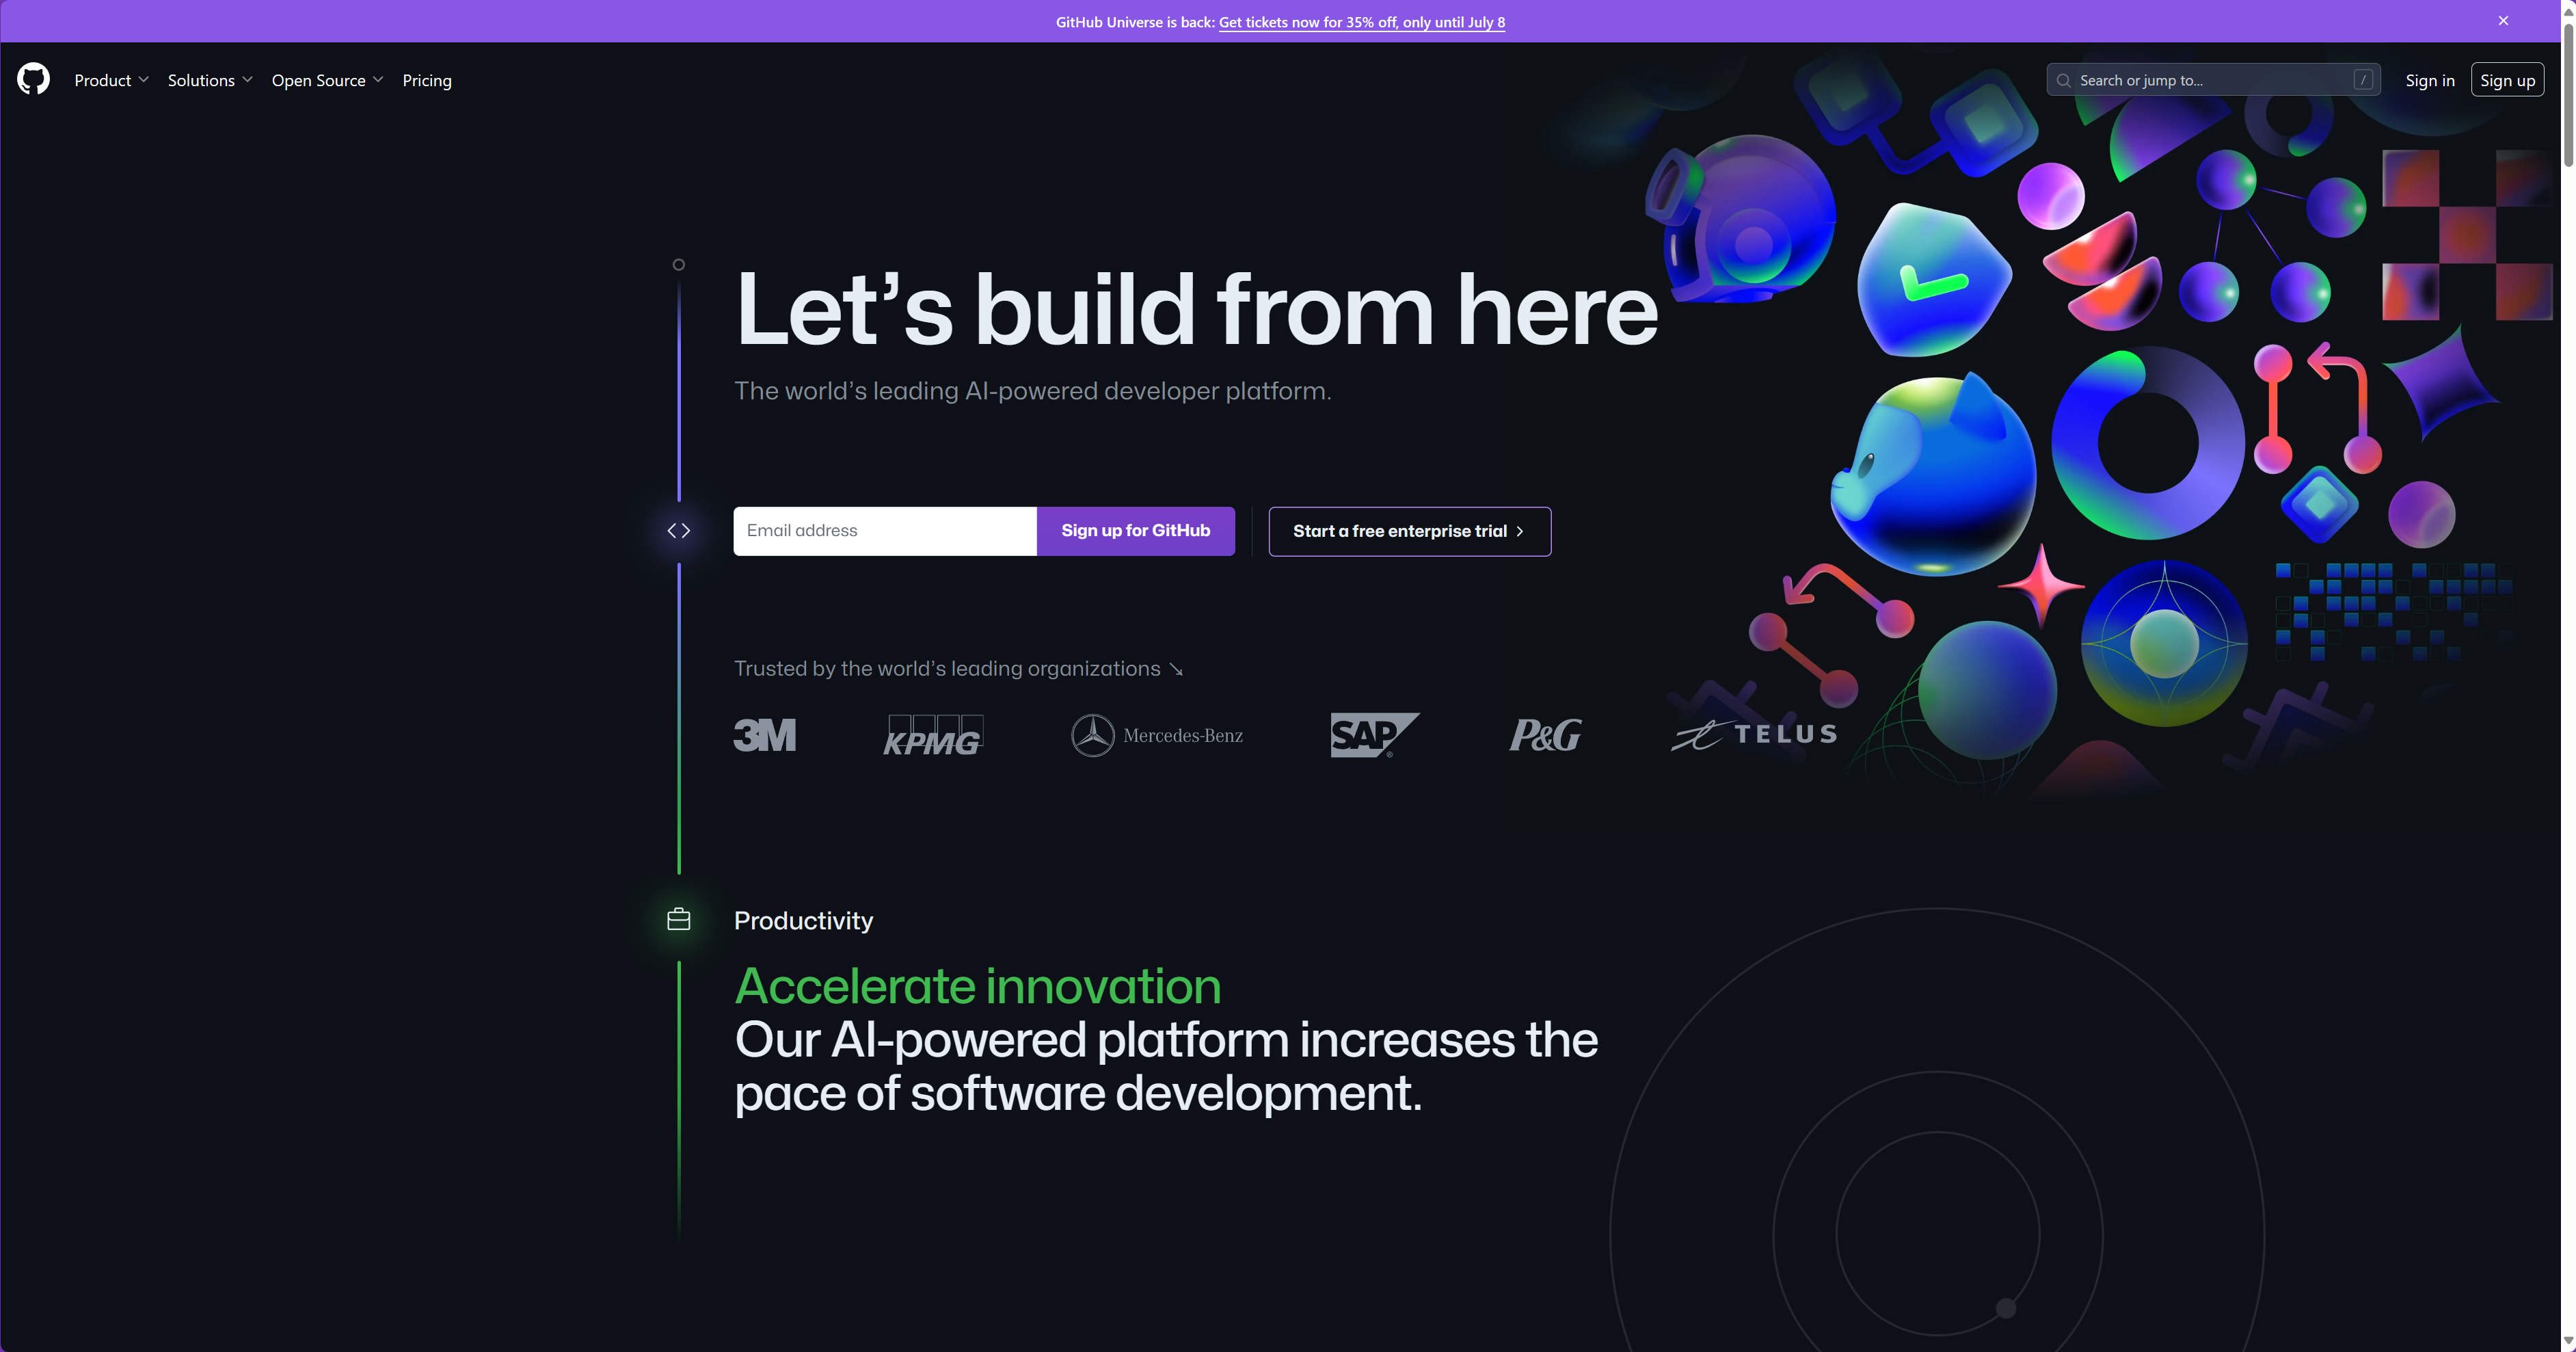 GitHub Universe is back: Get tickets now for 35% off, only until July 8
Product
Solutions
Open Source
Pricing
Search or jump to...
/
Sign in
Sign up
Let’s build from here
The world’s leading AI-powered developer platform.
Email address
Sign up for GitHub
Start a free enterprise trial
Trusted by the world’s leading organizations ↘
3M
KPMG
Mercedes-Benz
SAP®
P&G
TELUS
Productivity
Accelerate innovation
Our AI-powered platform increases the
pace of software development.